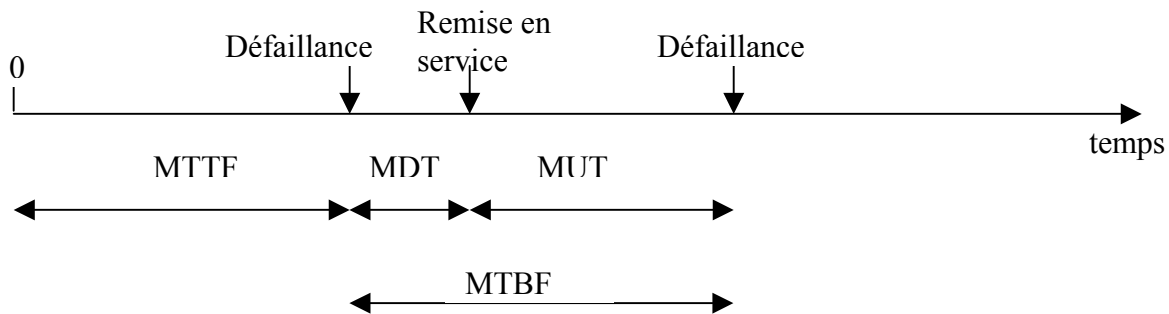 Remise en
service
Défaillance
Défaillance
0
temps
MTTF
MDT
MUT
MTBF